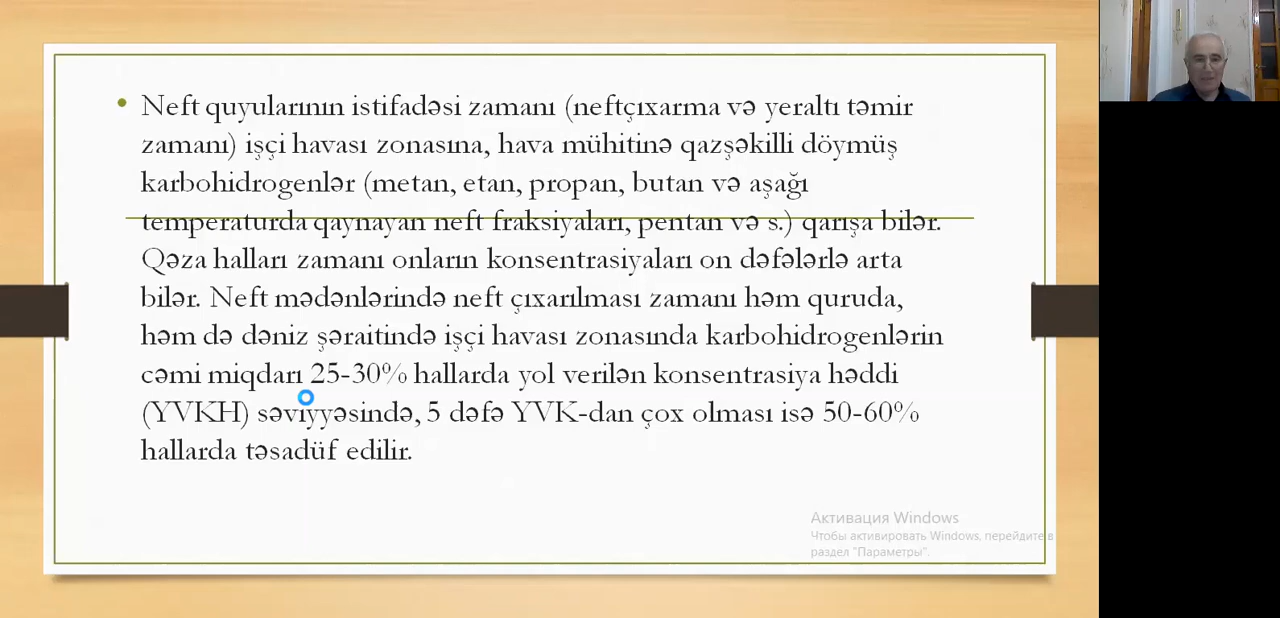 • Neft quyularının istifadəsi zamanı (neftçıxarma və yeraltı təmir
zamanı) işçi havası zonasına, hava mühitinə qazşəkilli döymüş
karbohidrogenlər (metan, etan, propan, butan və aşağı
temperaturda qaynayan neft fraksiyaları, pentan və s.) qarışa bilər.
Qəza halları zamanı onların konsentrasiyaları on dəfələrlə arta
bilər. Neft mədənlərində neft çıxarılması zamanı həm quruda,
həm də dəniz şəraitində işçi havası zonasında karbohidrogenlərin
cəmi miqdarı 25-30% hallarda yol verilən konsentrasiya həddi
(YVKH) səviyyəsində, 5 dəfə YVK-dan çox olması isə 50-60%
hallarda təsadüf edilir.
Активация Windows
Чтобы активировать Windows, перейдите в
раздел "Параметры".